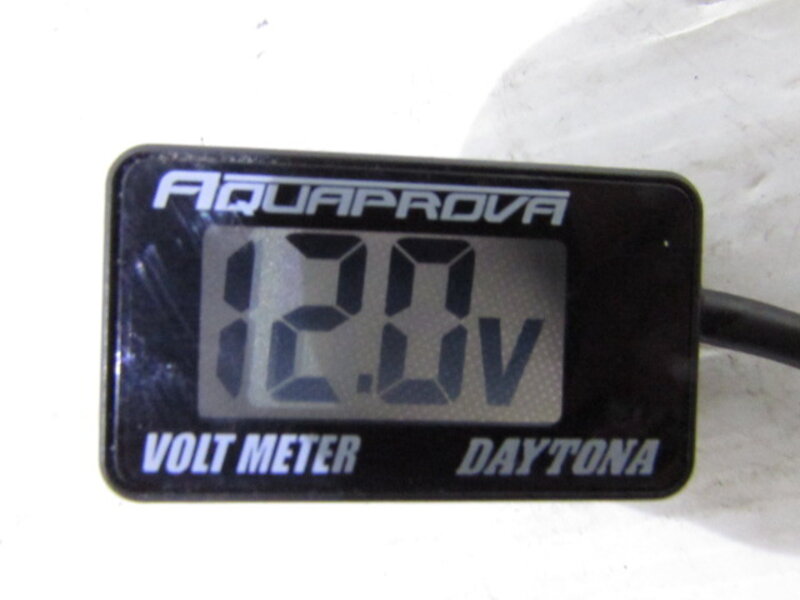 AQUAPROVA
12.0V
VOLT METER DAYTONA